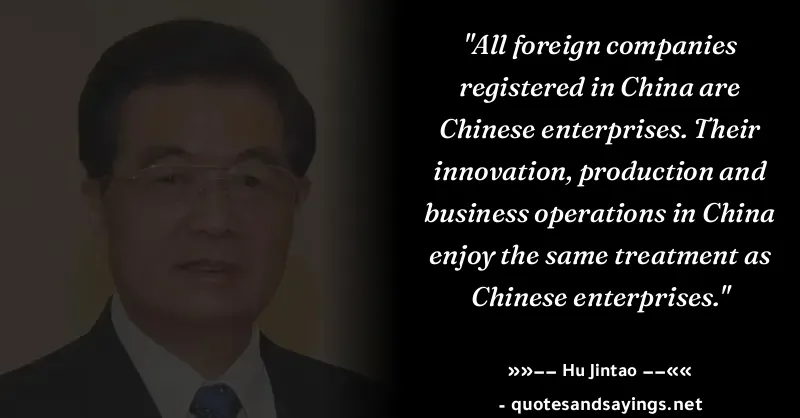 "All foreign companies
registered in China are
Chinese enterprises. Their
innovation, production and
business operations in China
enjoy the same treatment as
Chinese enterprises."
»»−− Hu Jintao −−««
- quotesandsayings.net